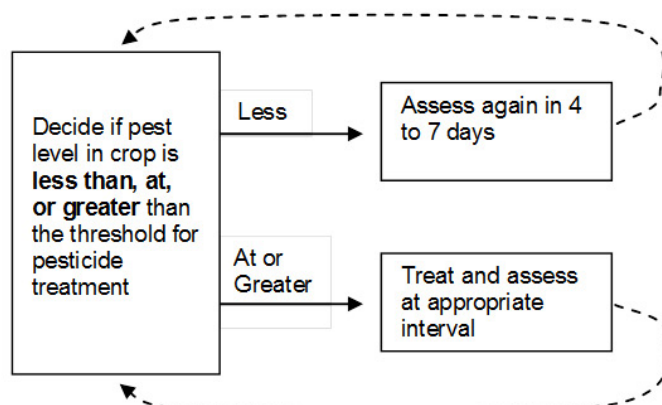 Decide if pest
level in crop is
less than, at,
or greater than
the threshold for
pesticide
treatment
Less
Assess again in 4
to 7 days
At or
Greater
Treat and assess
at appropriate
interval